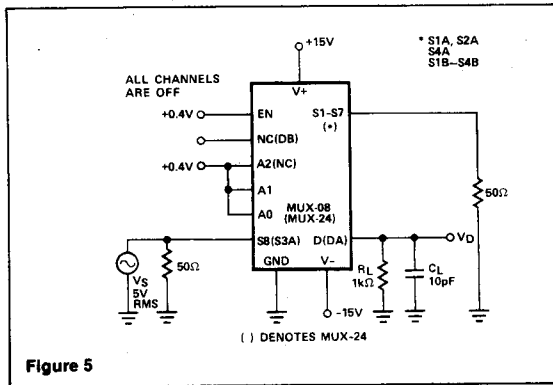 +15V
* S1A, S2A
S4A
S1B–S4B
ALL CHANNELS
ARE OFF
V+
+0.4V
EN
S1–S7
(*)
NC(DB)
+0.4V
A2(NC)
A1
A0
50Ω
MUX-08
(MUX-24)
S8(S3A)
D(DA)
VD
GND
V–
VS
5V
RMS
50Ω
RL
1kΩ
CL
10pF
–15V
( ) DENOTES MUX-24
Figure 5